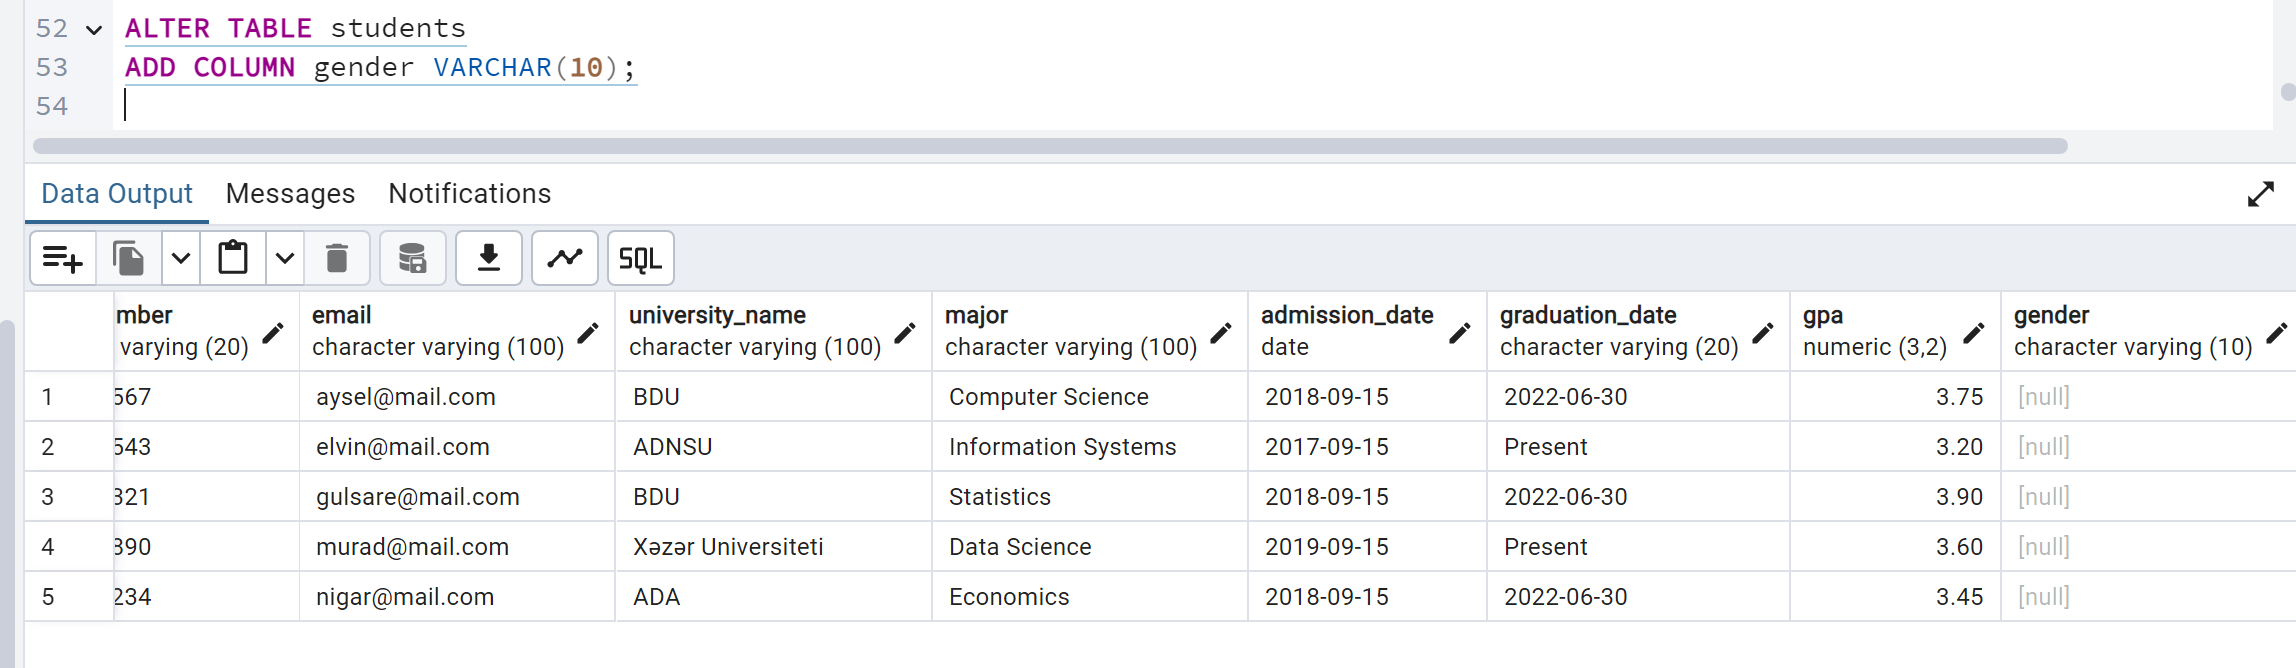 52 ALTER TABLE students
53 ADD COLUMN gender VARCHAR(10);
54
Data Output Messages Notifications
SQL
mber email university_name major admission_date graduation_date gpa gender
varying (20) character varying (100) character varying (100) character varying (100) date character varying (20) numeric (3,2) character varying (10)
1 567 aysel@mail.com BDU Computer Science 2018-09-15 2022-06-30 3.75 [null]
2 543 elvin@mail.com ADNSU Information Systems 2017-09-15 Present 3.20 [null]
3 321 gulsare@mail.com BDU Statistics 2018-09-15 2022-06-30 3.90 [null]
4 890 murad@mail.com Xəzər Universiteti Data Science 2019-09-15 Present 3.60 [null]
5 234 nigar@mail.com ADA Economics 2018-09-15 2022-06-30 3.45 [null]